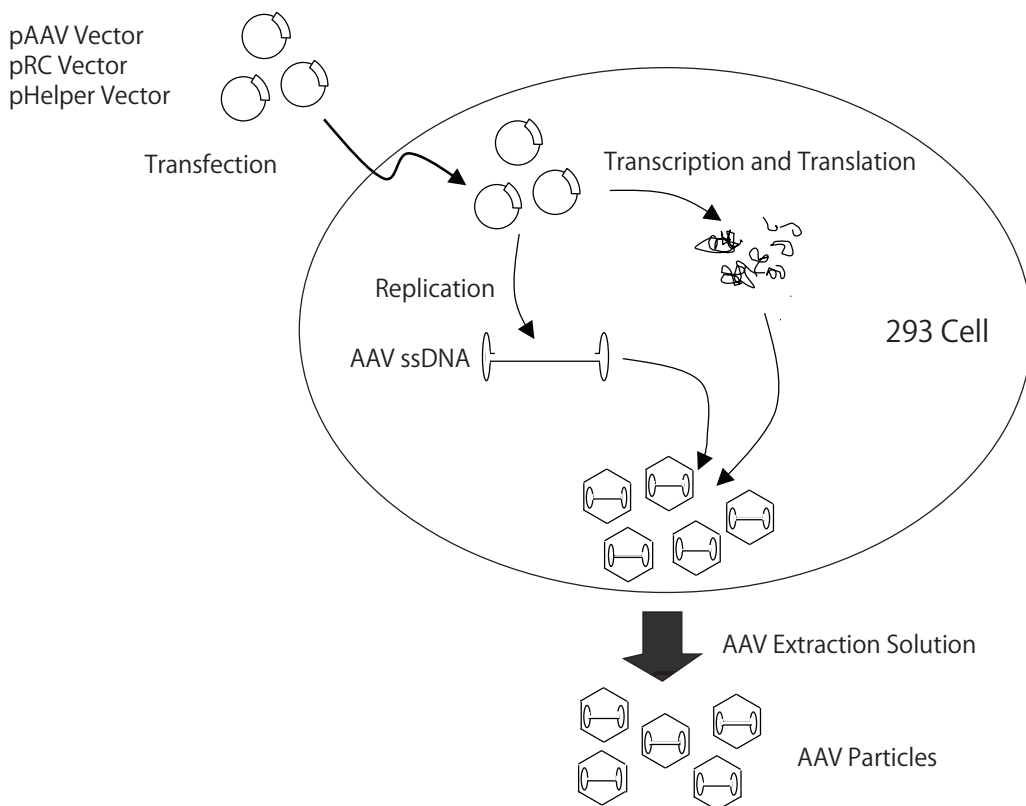 pAAV Vector
pRC Vector
pHelper Vector
Transfection
Transcription and Translation
Replication
AAV ssDNA
293 Cell
AAV Extraction Solution
AAV Particles